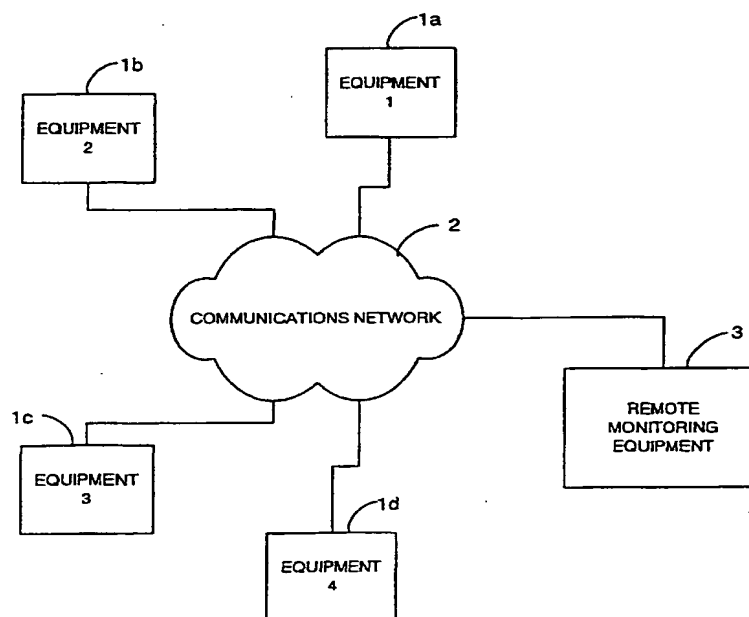 1a
EQUIPMENT
1
1b
EQUIPMENT
2
2
COMMUNICATIONS NETWORK
3
REMOTE
MONITORING
EQUIPMENT
1c
EQUIPMENT
3
1d
EQUIPMENT
4